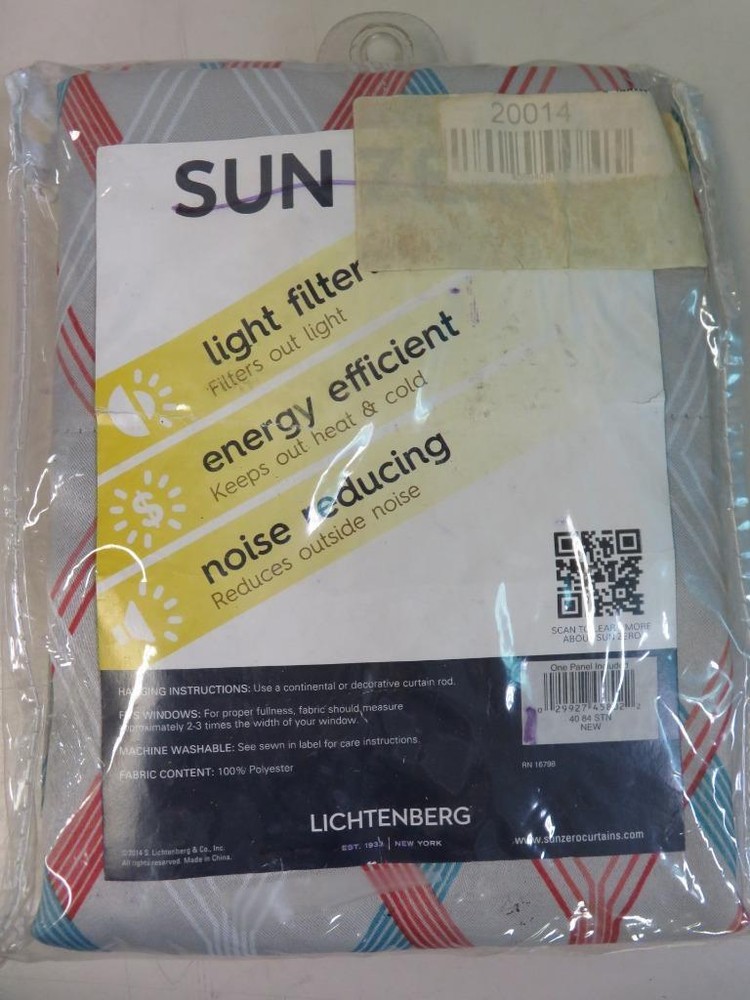 20014
SUN
light filter
Filters out light
energy efficient
Keeps out heat & cold
noise reducing
Reduces outside noise
SCAN TO LEARN MORE
ABOUT SUN ZERO
One Panel Included
HANGING INSTRUCTIONS: Use a continental or decorative curtain rod.
FITS WINDOWS: For proper fullness, fabric should measure
approximately 2-3 times the width of your window.
MACHINE WASHABLE: See sewn in label for care instructions.
FABRIC CONTENT: 100% Polyester
40 84 STN
NEW
RN 16798
LICHTENBERG
EST. 1933 | NEW YORK
©2014 S. Lichtenberg & Co., Inc.
All rights reserved. Made in China.
www.sunzerocurtains.com